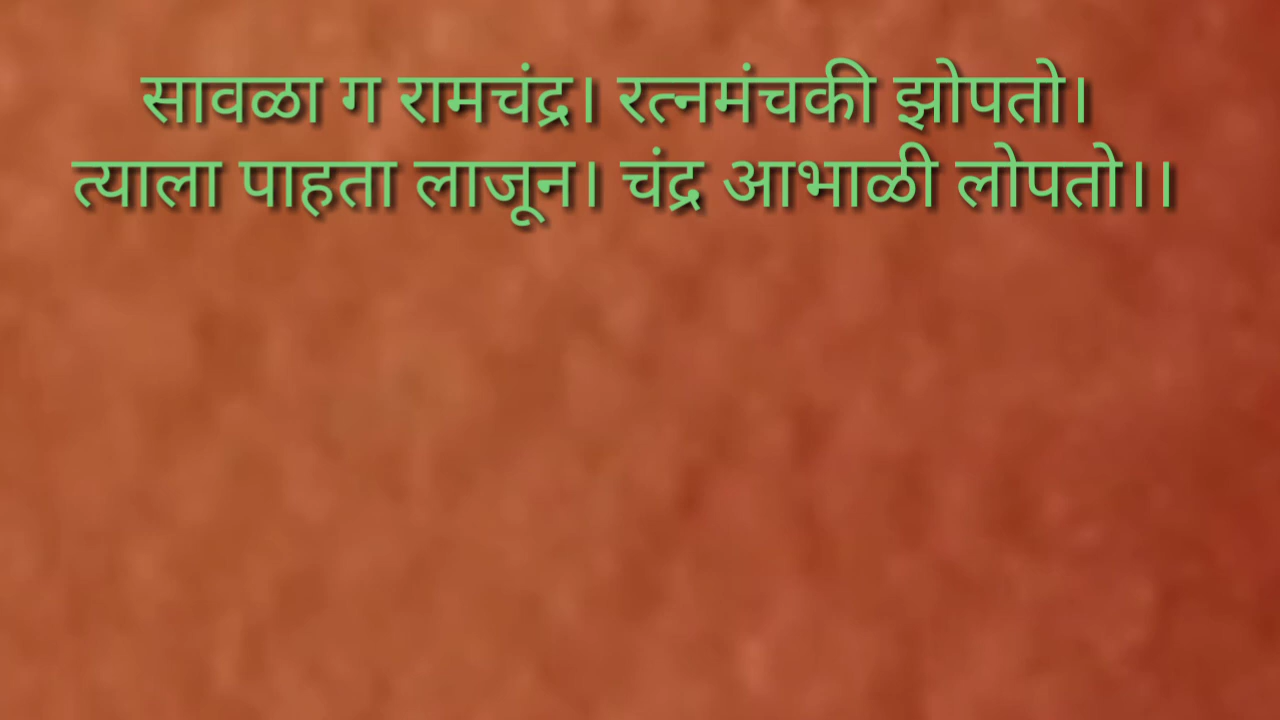 सावळा ग रामचंद्र। रत्नमंचकी झोपतो।
त्याला पाहता लाजून। चंद्र आभाळी लोपतो।।